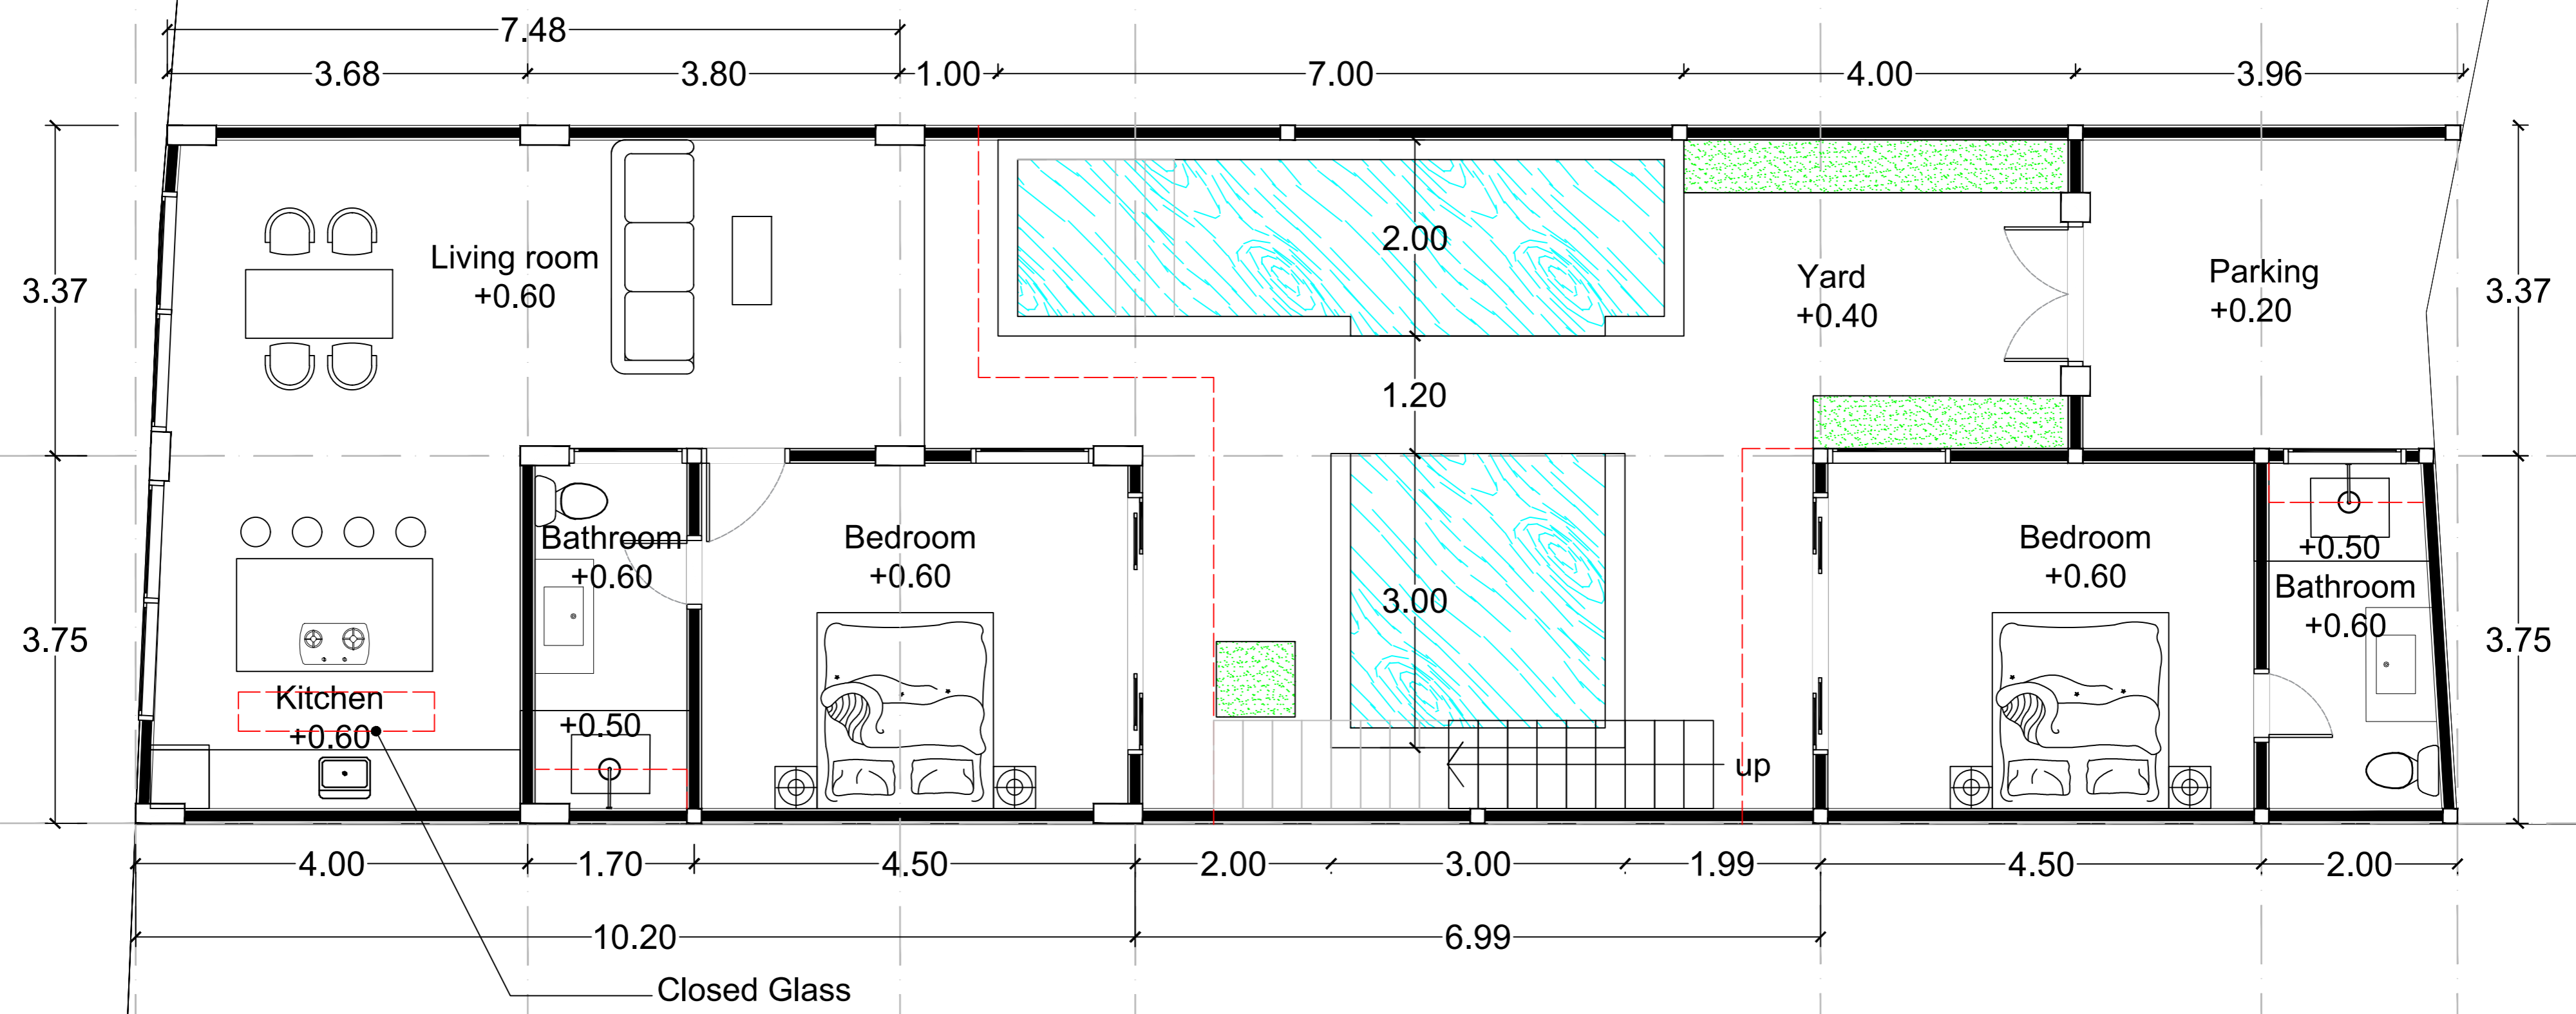 7.48
3.68 3.80 1.00 7.00 4.00 3.96
2.00
Living room
+0.60
Yard
+0.40
Parking
+0.20
3.37 3.37
1.20
Bathroom
+0.60
Bedroom
+0.60
Bedroom
+0.60
+0.50
Bathroom
+0.60
3.00
3.75 3.75
Kitchen
+0.60
+0.50
up
4.00 1.70 4.50 2.00 3.00 1.99 4.50 2.00
10.20 6.99
Closed Glass